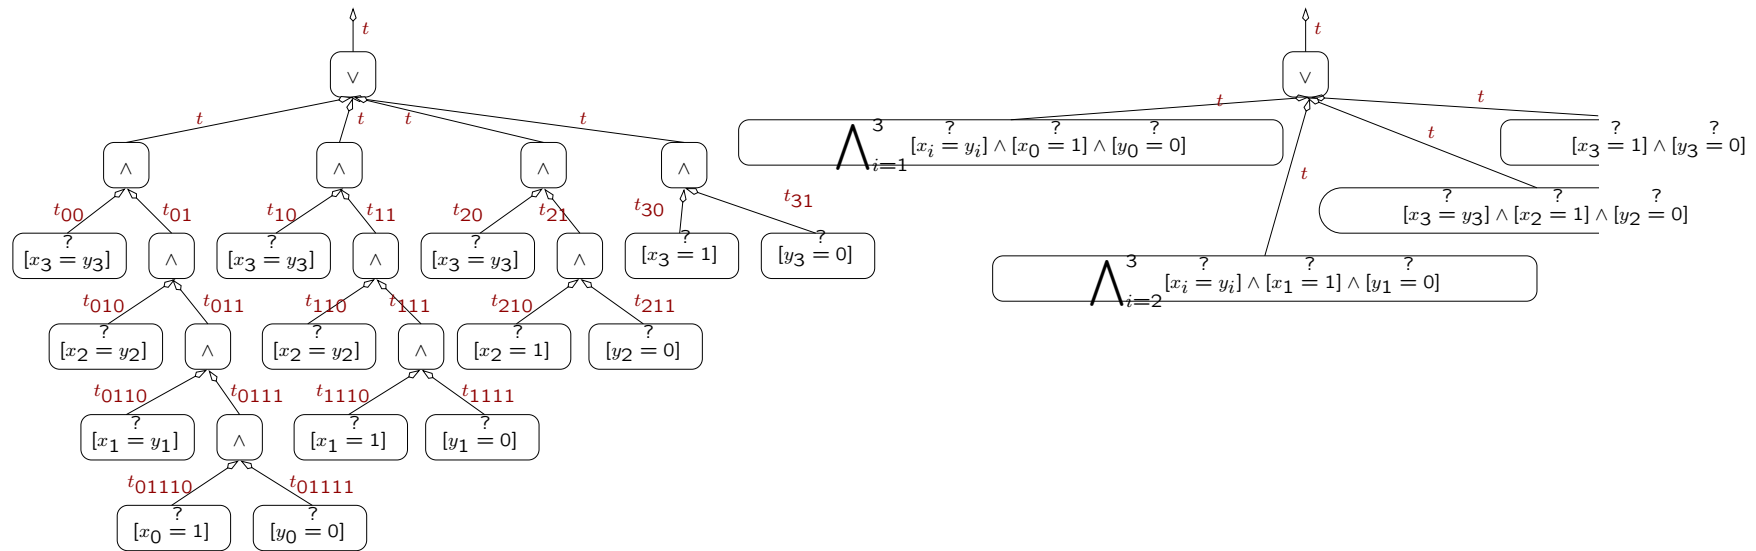 t t
∨ ∨
t t t t t t
⋀³ᵢ₌₁ [xᵢ ≟ yᵢ] ∧ [x₀ ≟ 1] ∧ [y₀ ≟ 0] [x₃ ≟ 1] ∧ [y₃ ≟ 0]
t
∧ ∧ ∧ ∧
t
t₀₀ t₀₁ t₁₀ t₁₁ t₂₀ t₂₁ t₃₀ t₃₁
[x₃ ≟ y₃] ∧ [x₂ ≟ 1] ∧ [y₂ ≟ 0]
[x₃ ≟ y₃] ∧ [x₃ ≟ y₃] ∧ [x₃ ≟ y₃] ∧ [x₃ ≟ 1] [y₃ ≟ 0]
⋀³ᵢ₌₂ [xᵢ ≟ yᵢ] ∧ [x₁ ≟ 1] ∧ [y₁ ≟ 0]
t₀₁₀ t₀₁₁ t₁₁₀ t₁₁₁ t₂₁₀ t₂₁₁
[x₂ ≟ y₂] ∧ [x₂ ≟ y₂] ∧ [x₂ ≟ 1] [y₂ ≟ 0]
t₀₁₁₀ t₀₁₁₁ t₁₁₁₀ t₁₁₁₁
[x₁ ≟ y₁] ∧ [x₁ ≟ 1] [y₁ ≟ 0]
t₀₁₁₁₀ t₀₁₁₁₁
[x₀ ≟ 1] [y₀ ≟ 0]